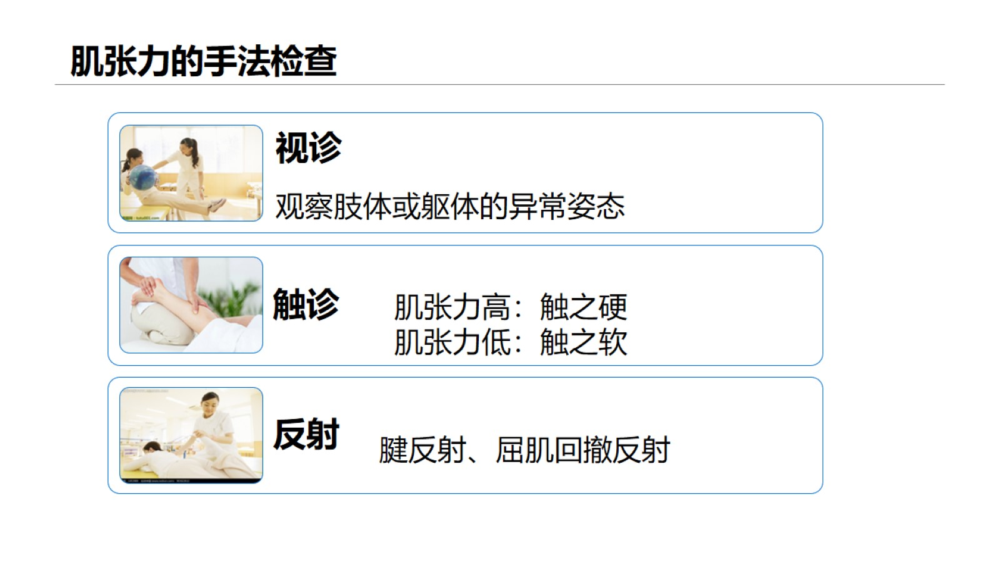 肌张力的手法检查
视诊
观察肢体或躯体的异常姿态
触诊
肌张力高：触之硬
肌张力低：触之软
反射
腱反射、屈肌回撤反射